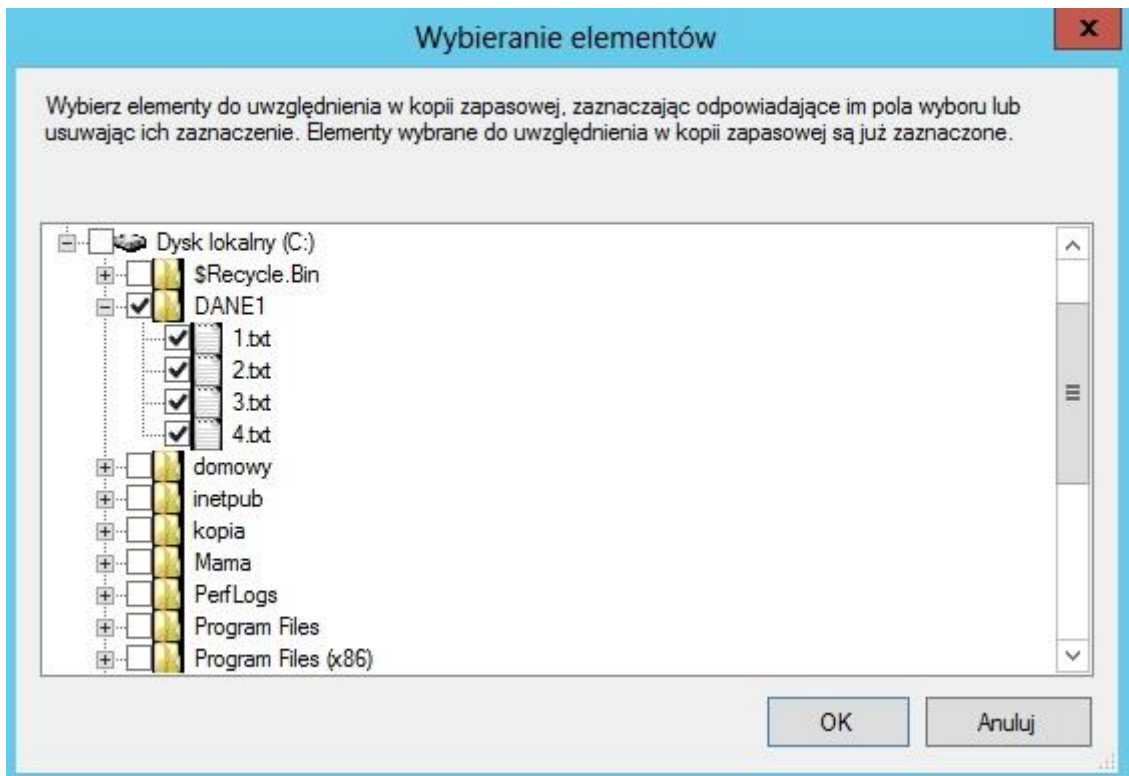 Wybieranie elementów
x
Wybierz elementy do uwzględnienia w kopii zapasowej, zaznaczając odpowiadające im pola wyboru lub
usuwając ich zaznaczenie. Elementy wybrane do uwzględnienia w kopii zapasowej są już zaznaczone.
Dysk lokalny (C:)
$Recycle.Bin
DANE1
1.txt
2.txt
3.txt
4.txt
domowy
inetpub
kopia
Mama
PerfLogs
Program Files
Program Files (x86)
OK Anuluj